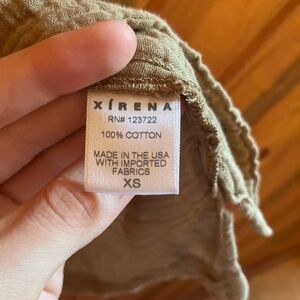 XÍRENA
RN# 123722
100% COTTON
MADE IN THE USA
WITH IMPORTED
FABRICS
XS